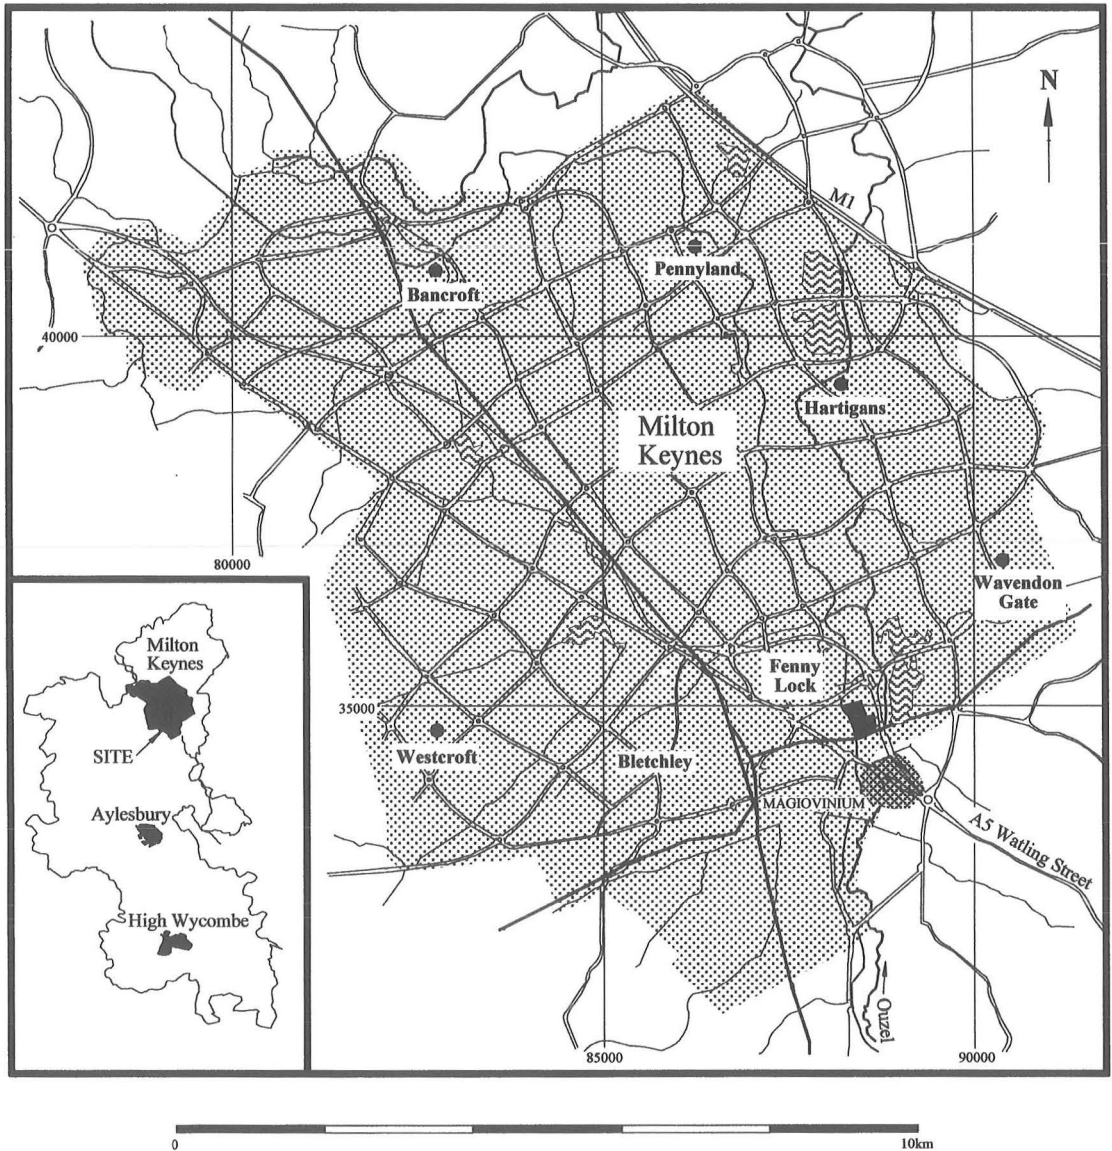 N
M1
Pennyland
Bancroft
40000
Hartigans
Milton
Keynes
80000
Wavendon
Gate
Fenny
Lock
35000
Westcroft
Bletchley
MAGIOVINIUM
A5 Watling Street
Ouzel
85000
90000
Milton
Keynes
SITE
Aylesbury
High Wycombe
0
10km